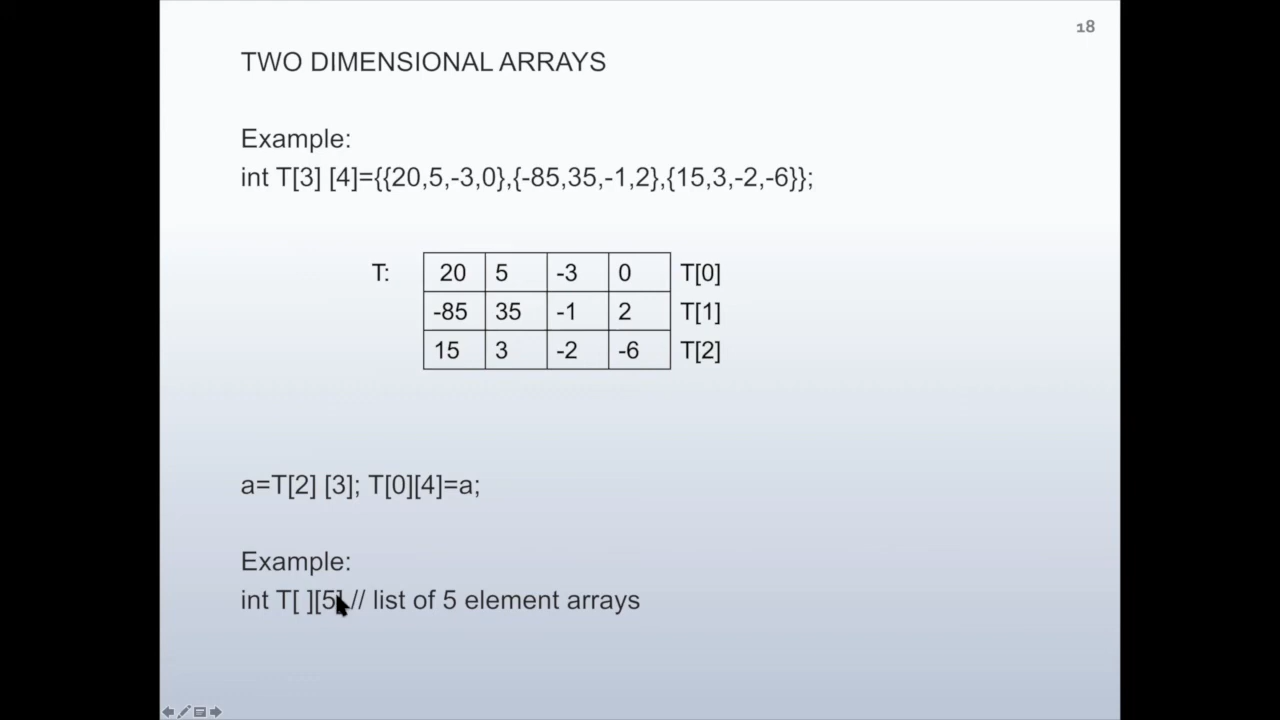 18
TWO DIMENSIONAL ARRAYS
Example:
int T[3] [4]={{20,5,-3,0},{-85,35,-1,2},{15,3,-2,-6}};
T: 20 5 -3 0 T[0]
-85 35 -1 2 T[1]
15 3 -2 -6 T[2]
a=T[2] [3]; T[0][4]=a;
Example:
int T[ ][5] // list of 5 element arrays